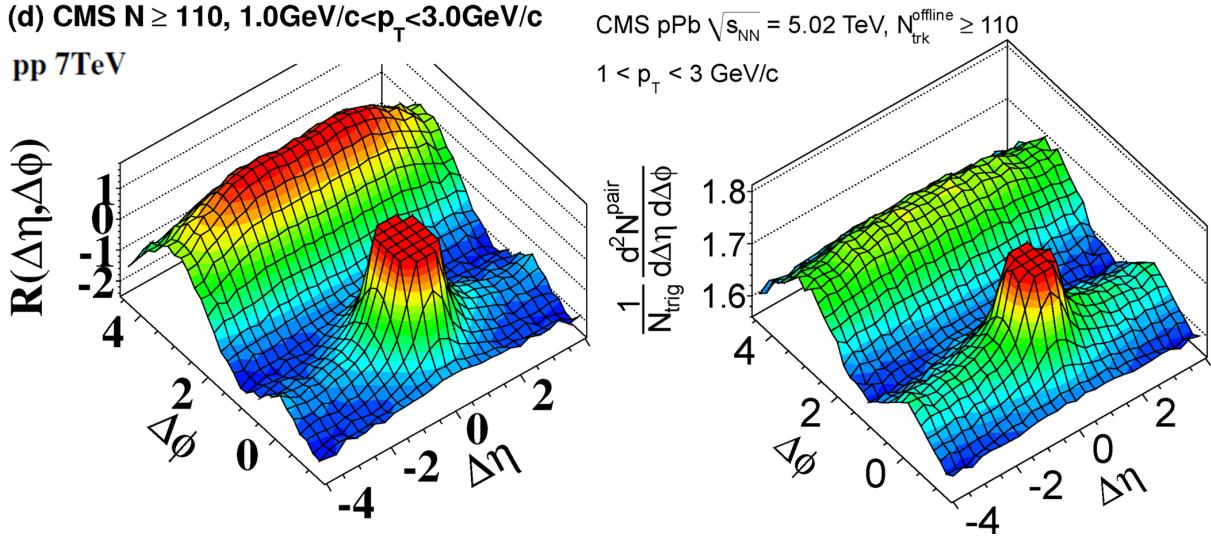 (d) CMS N ≥ 110, 1.0GeV/c<p_T<3.0GeV/c
pp 7TeV
R(Δη,Δϕ)
1
0
-1
-2
4
2
0
Δϕ
-4
-2
0
2
Δη
CMS pPb √s_NN = 5.02 TeV, N_trk^offline ≥ 110
1 < p_T < 3 GeV/c
1/N_trig d²N^pair/dΔη dΔϕ
1.8
1.7
1.6
4
2
0
Δϕ
-4
-2
0
2
Δη